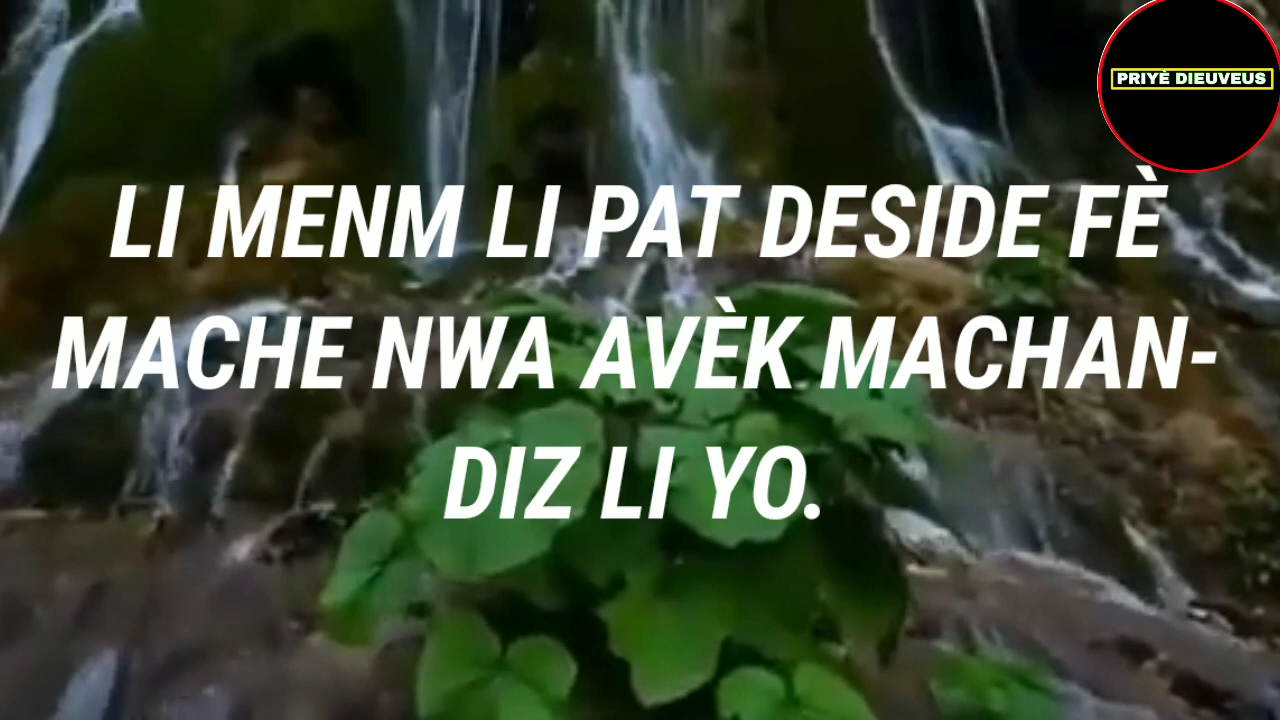 PRIYÈ DIEUVEUS
LI MENM LI PAT DESIDE FÈ
MACHE NWA AVÈK MACHAN-
DIZ LI YO.